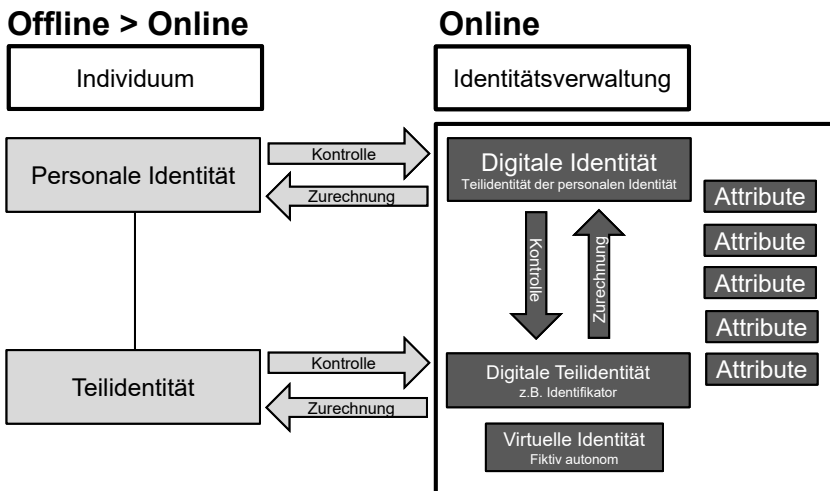 Offline > Online
Online
Individuum
Identitätsverwaltung
Personale Identität
Kontrolle
Zurechnung
Digitale Identität
Teilidentität der personalen Identität
Attribute
Attribute
Attribute
Attribute
Attribute
Kontrolle
Zurechnung
Teilidentität
Kontrolle
Zurechnung
Digitale Teilidentität
z.B. Identifikator
Virtuelle Identität
Fiktiv autonom